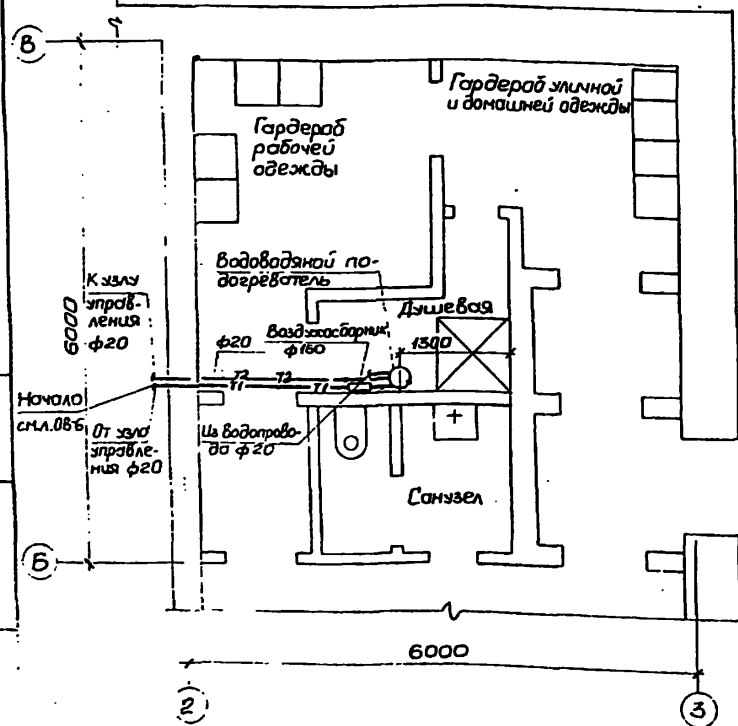 В
Гардероб уличной
и домашней одежды
Гардероб
рабочей
одежды
Водоводяной по-
догреватель
К узлу
управ-
ления
ф20
6000
Душевая
ф20
Воздухосборник
ф150
1300
Т2
Т2
Т1
Т1
Начало
см.л.ОВ6
От узла
управле-
ния ф20
Из водопрово-
да ф20
Санузел
Б
6000
2
3